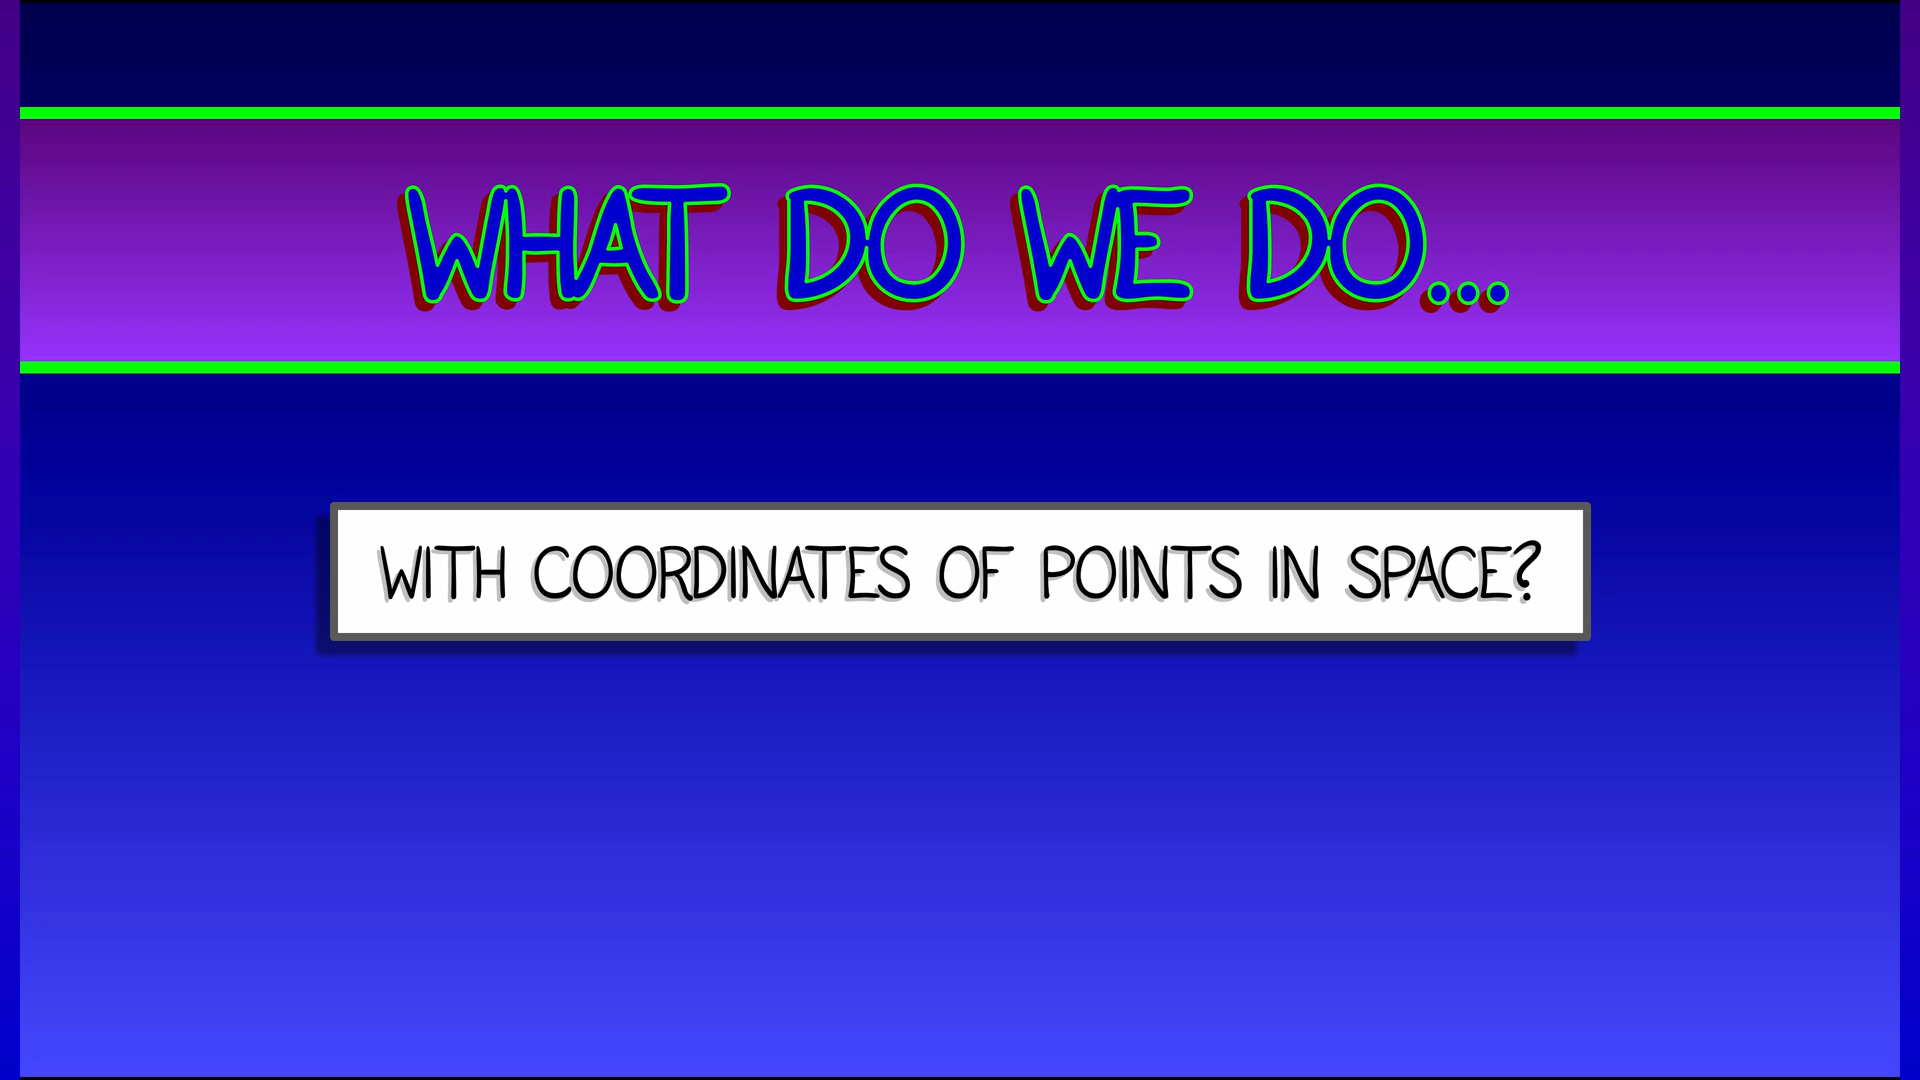 WHAT DO WE DO...
WITH COORDINATES OF POINTS IN SPACE?